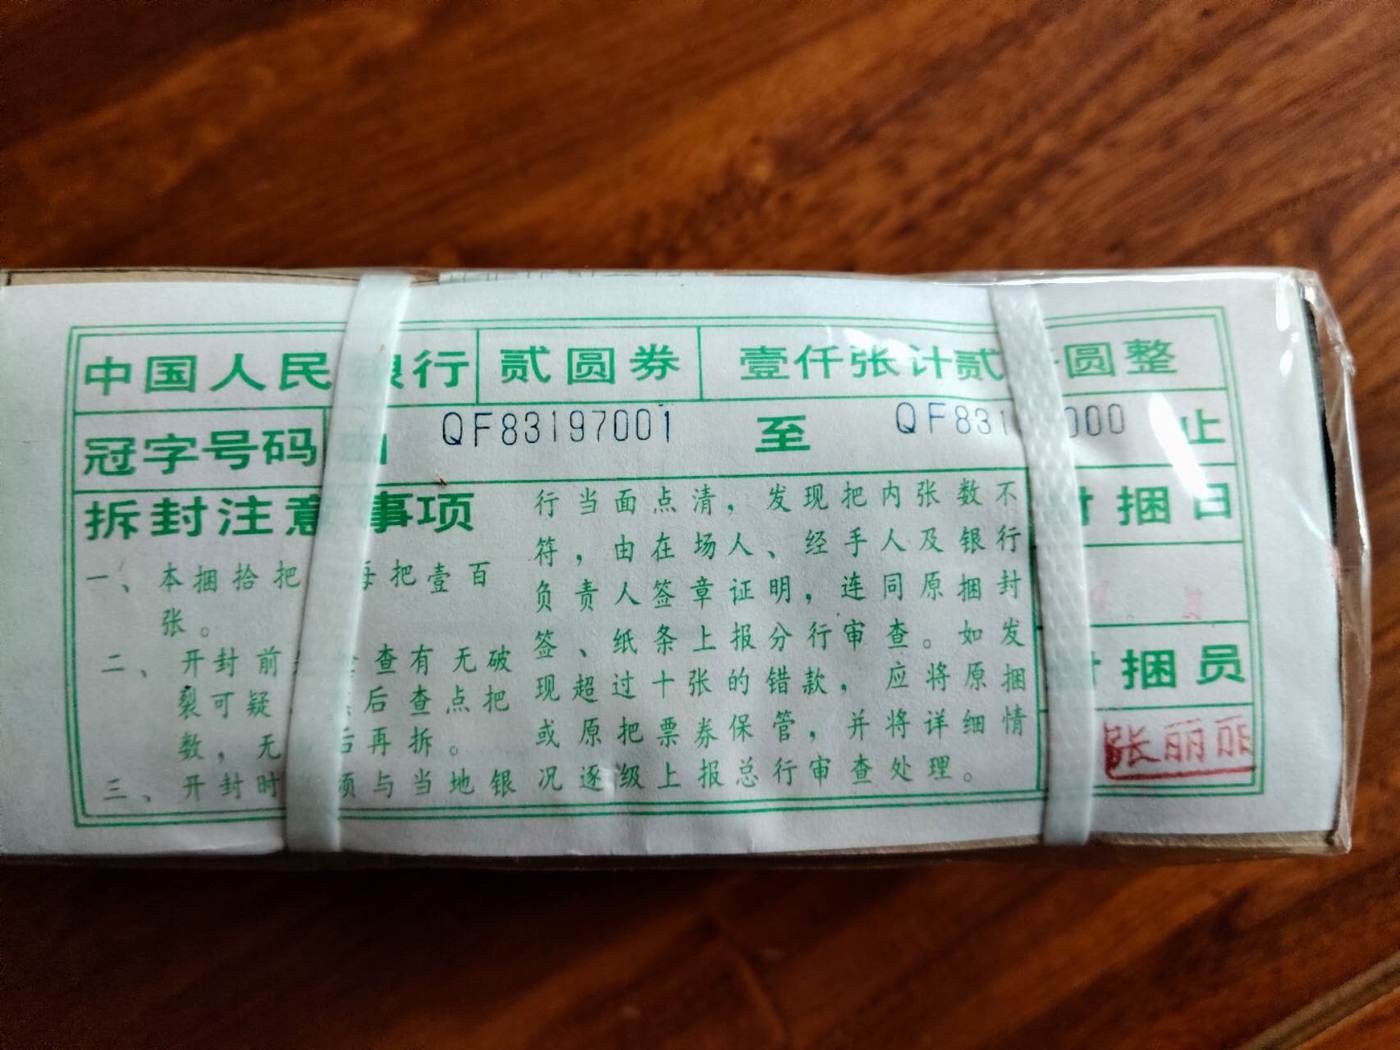 中国人民银行 贰圆券 壹仟张计贰 圆整
冠字号码 QF83197001 至 QF831 000 止
拆封注意事项
一、本捆拾把 每把壹百
张。
二、开封前 查有无破
裂可疑 后查点把
数，无 后再拆。
三、开封时 须与当地银
行当面点清，发现把内张数不
符，由在场人、经手人及银行
负责人签章证明，连同原捆封
签、纸条上报分行审查。如发
现超过十张的错款，应将原捆
或原把票券保管，并将详细情
况逐级上报总行审查处理。
封捆日
封捆员
张丽丽